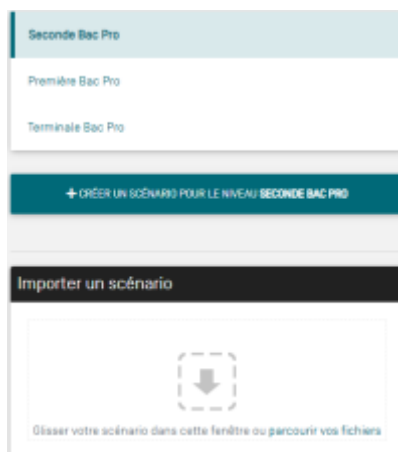 Seconde Bac Pro
Première Bac Pro
Terminale Bac Pro
+ CRÉER UN SCÉNARIO POUR LE NIVEAU SECONDE BAC PRO
Importer un scénario
Glisser votre scénario dans cette fenêtre ou parcourir vos fichiers